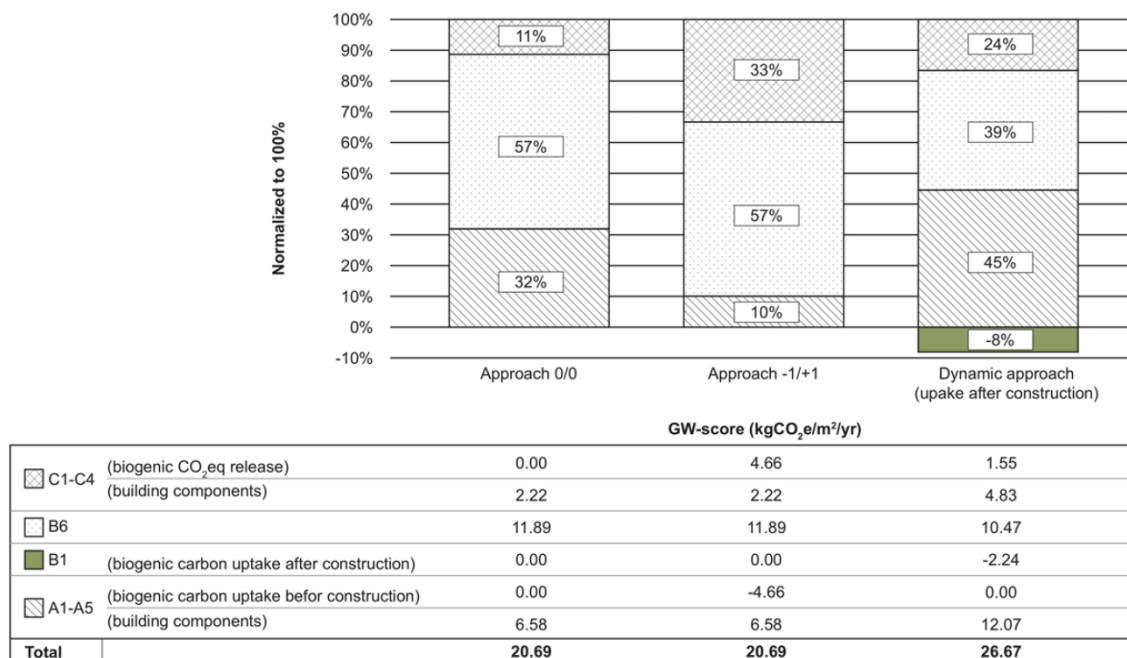 100%
90%
80%
70%
60%
50%
40%
30%
20%
10%
0%
-10%
Normalized to 100%
11%
57%
32%
33%
57%
10%
24%
39%
45%
-8%
Approach 0/0
Approach -1/+1
Dynamic approach
(upake after construction)
GW-score (kgCO₂e/m²/yr)
C1-C4 (biogenic CO₂eq release) 0.00 4.66 1.55
(building components) 2.22 2.22 4.83
B6 11.89 11.89 10.47
B1 (biogenic carbon uptake after construction) 0.00 0.00 -2.24
A1-A5 (biogenic carbon uptake befor construction) 0.00 -4.66 0.00
(building components) 6.58 6.58 12.07
Total 20.69 20.69 26.67